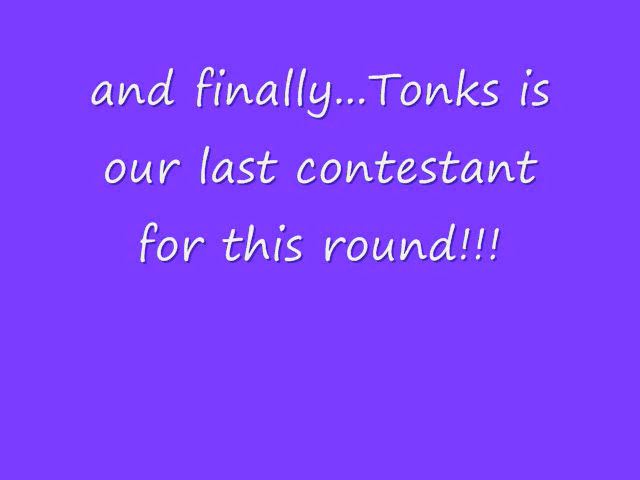 and finally...Tonks is
our last contestant
for this round!!!